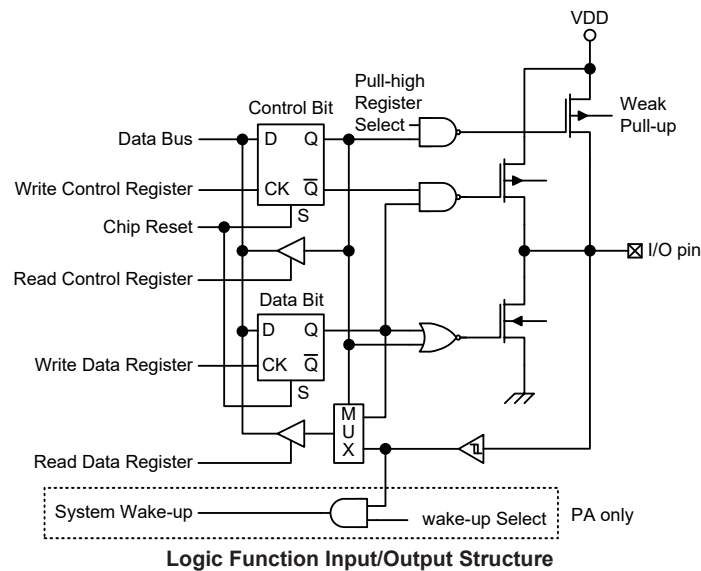 VDD
Pull-high
Register
Select
Weak
Pull-up
Control Bit
Data Bus
D Q
Write Control Register
CK Q̅
S
Chip Reset
I/O pin
Read Control Register
Data Bit
D Q
Write Data Register
CK Q̅
S
M
U
X
Read Data Register
System Wake-up
wake-up Select
PA only
Logic Function Input/Output Structure